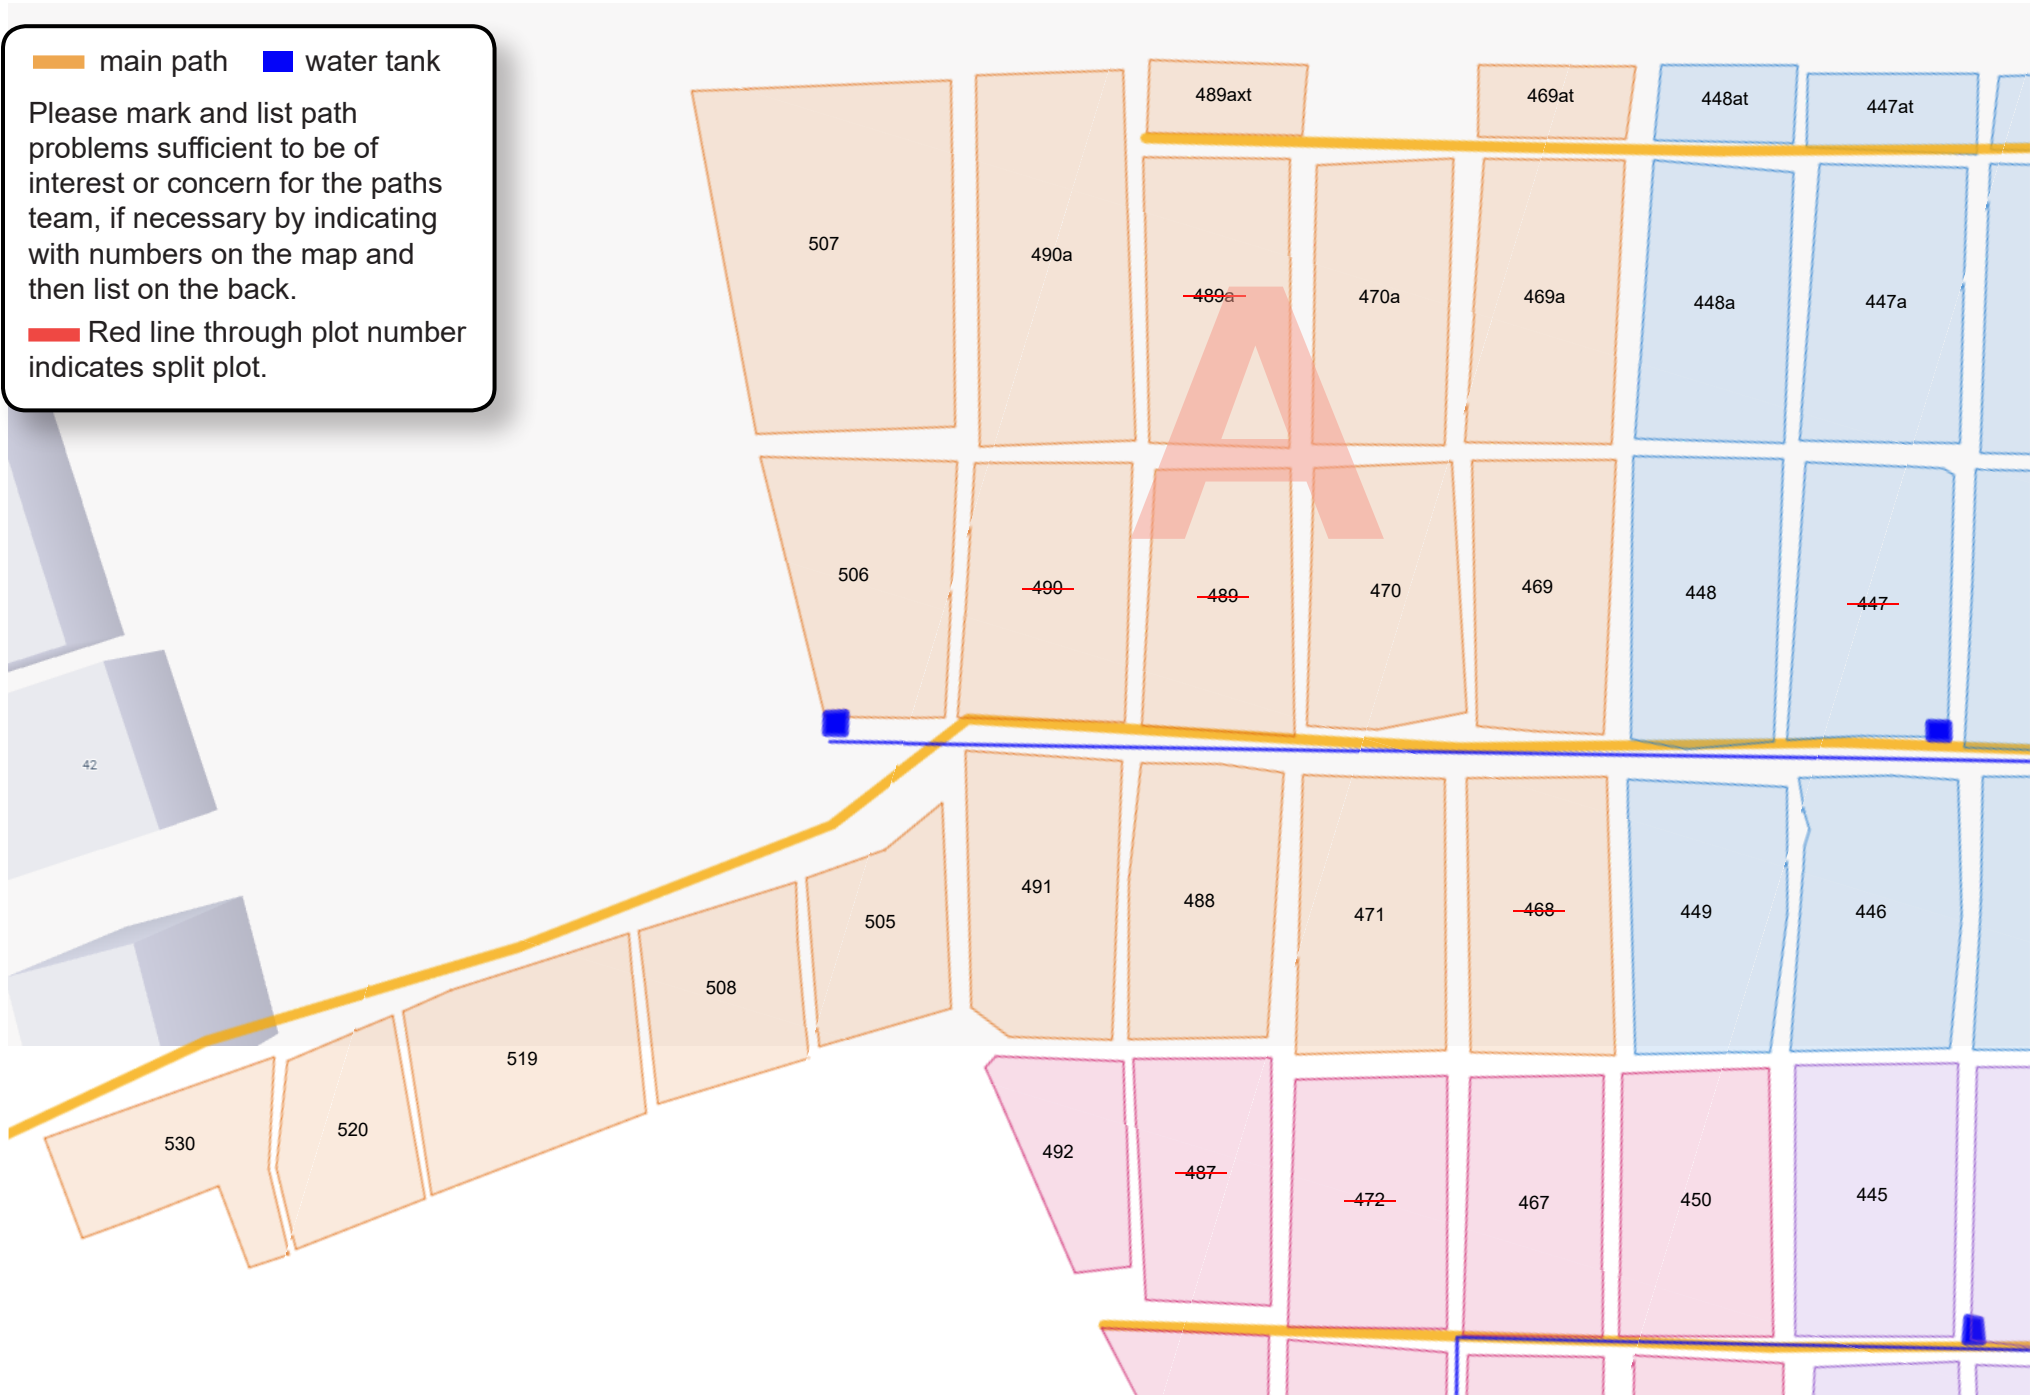 main path water tank
Please mark and list path
problems sufficient to be of
interest or concern for the paths
team, if necessary by indicating
with numbers on the map and
then list on the back.
Red line through plot number
indicates split plot.
489axt 469at 448at 447at
507 490a 489a 470a 469a 448a 447a
A
506 490 489 470 469 448 447
42
491 488 471 468 449 446
505
508
519
530 520
492 487 472 467 450 445